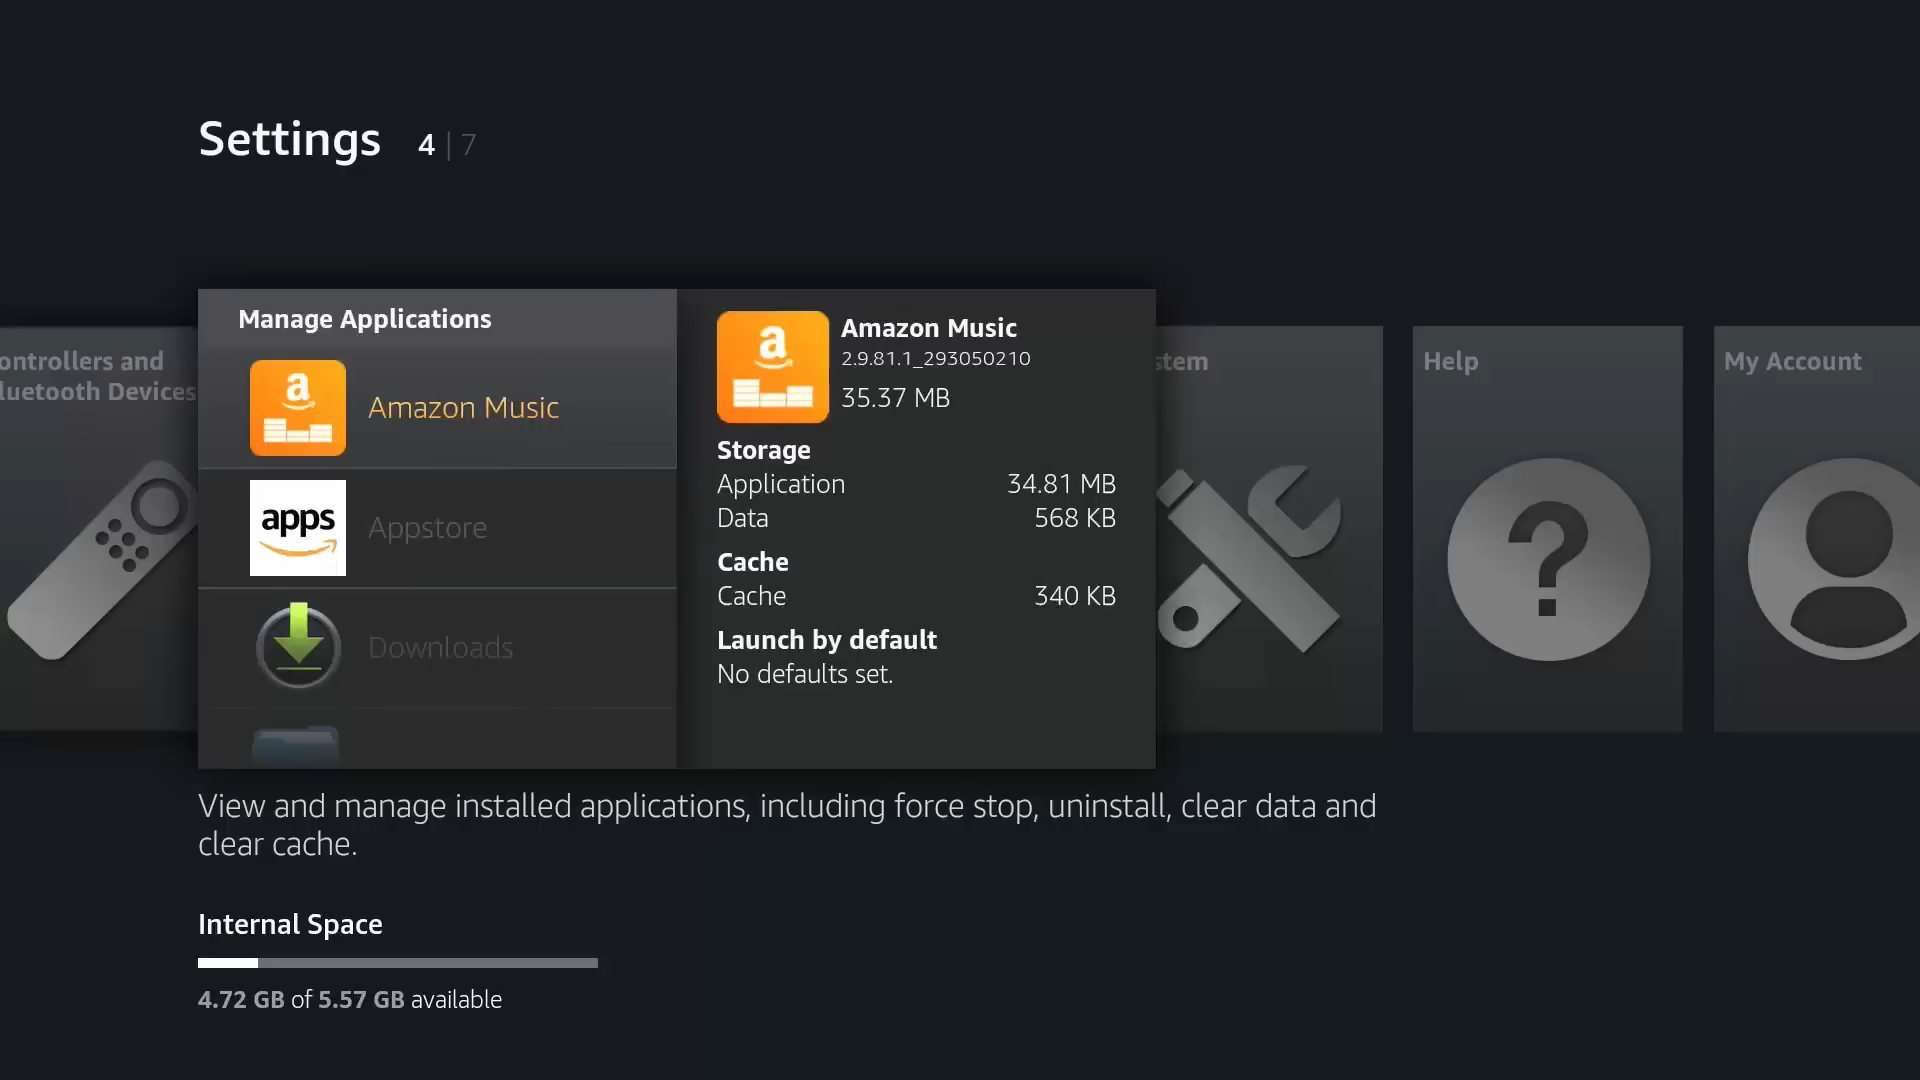 Settings 4 | 7
Manage Applications
Amazon Music
apps
Appstore
Downloads
a
Amazon Music
2.9.81.1_293050210
35.37 MB
Storage
Application 34.81 MB
Data 568 KB
Cache
Cache 340 KB
Launch by default
No defaults set.
ontrollers and
luetooth Devices
stem
Help
?
My Account
View and manage installed applications, including force stop, uninstall, clear data and
clear cache.
Internal Space
4.72 GB of 5.57 GB available